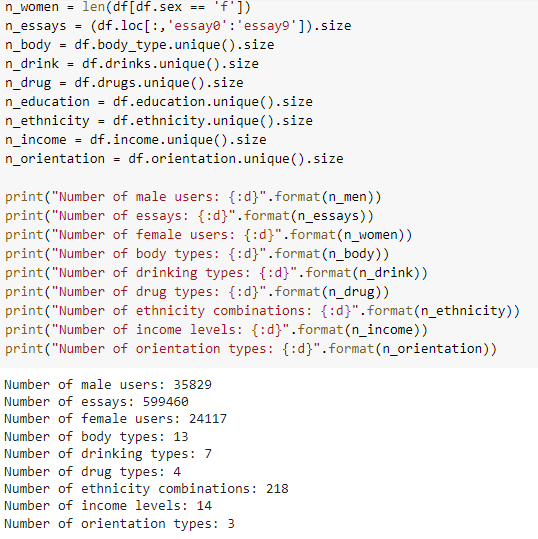 n_women = len(df[df.sex == 'f'])
n_essays = (df.loc[:,'essay0':'essay9']).size
n_body = df.body_type.unique().size
n_drink = df.drinks.unique().size
n_drug = df.drugs.unique().size
n_education = df.education.unique().size
n_ethnicity = df.ethnicity.unique().size
n_income = df.income.unique().size
n_orientation = df.orientation.unique().size
print("Number of male users: {:d}".format(n_men))
print("Number of essays: {:d}".format(n_essays))
print("Number of female users: {:d}".format(n_women))
print("Number of body types: {:d}".format(n_body))
print("Number of drinking types: {:d}".format(n_drink))
print("Number of drug types: {:d}".format(n_drug))
print("Number of ethnicity combinations: {:d}".format(n_ethnicity))
print("Number of income levels: {:d}".format(n_income))
print("Number of orientation types: {:d}".format(n_orientation))
Number of male users: 35829
Number of essays: 599460
Number of female users: 24117
Number of body types: 13
Number of drinking types: 7
Number of drug types: 4
Number of ethnicity combinations: 218
Number of income levels: 14
Number of orientation types: 3